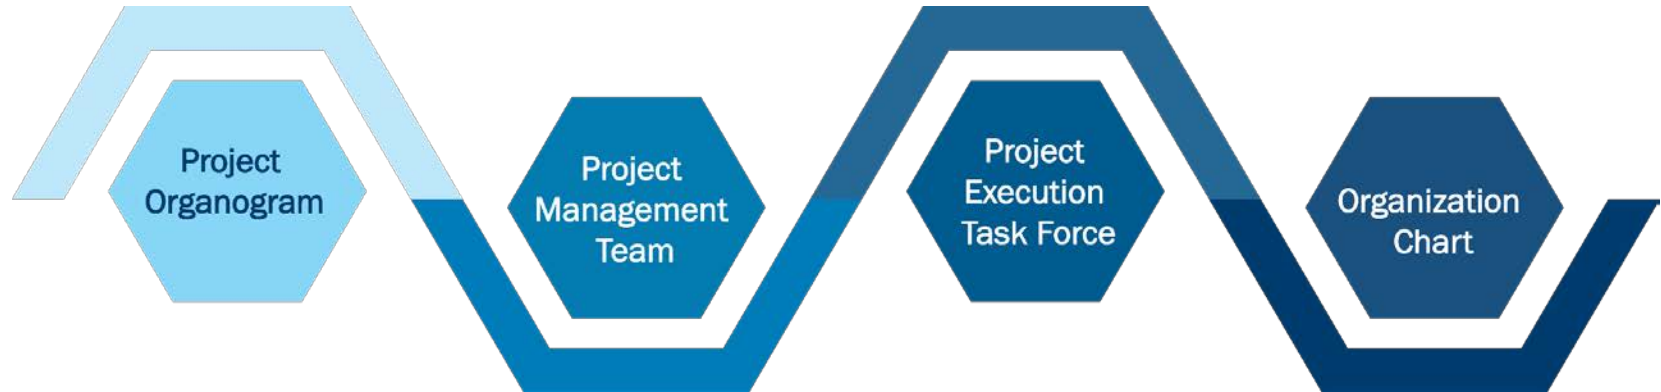 Project
Organogram
Project
Management
Team
Project
Execution
Task Force
Organization
Chart